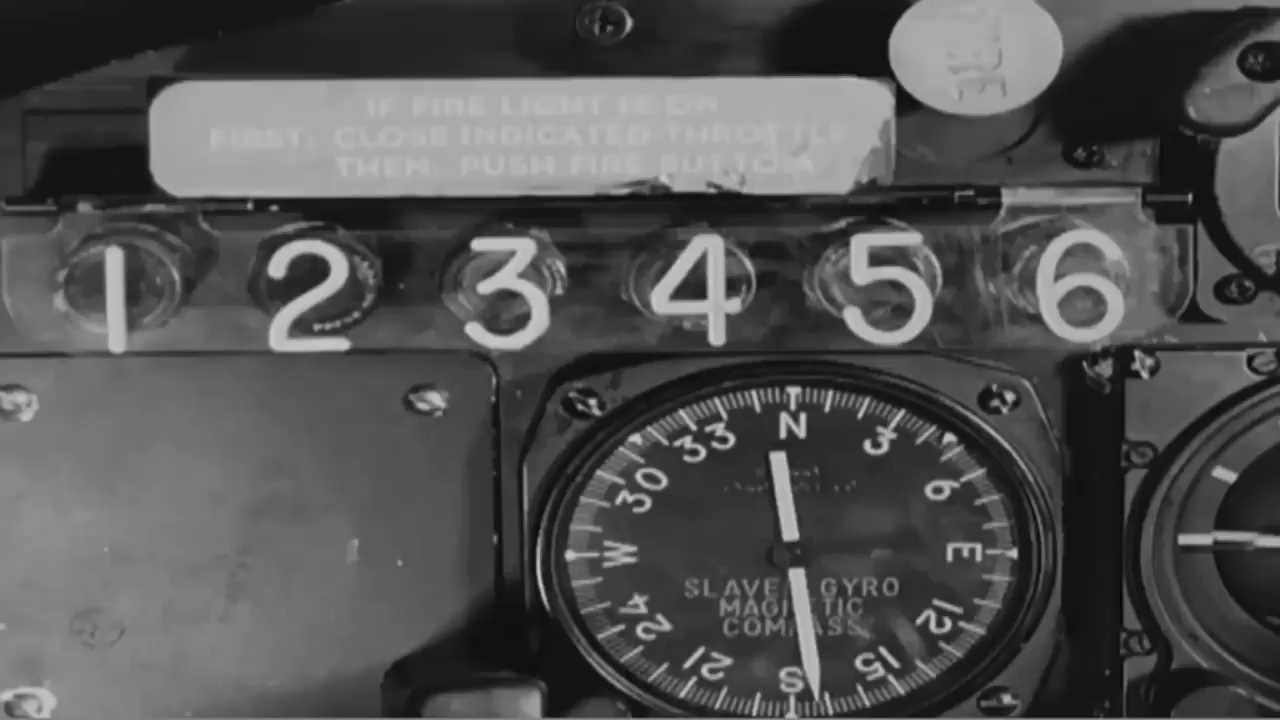 IF FIRE LIGHT IS ON
FIRST, CLOSE INDICATED THROTTLE
THEN, PUSH FIRE BUTTON
1 2 3 4 5 6
N
33 3
30 6
W E
SLAVED GYRO
MAGNETIC
COMPASS
24 12
21 15
S